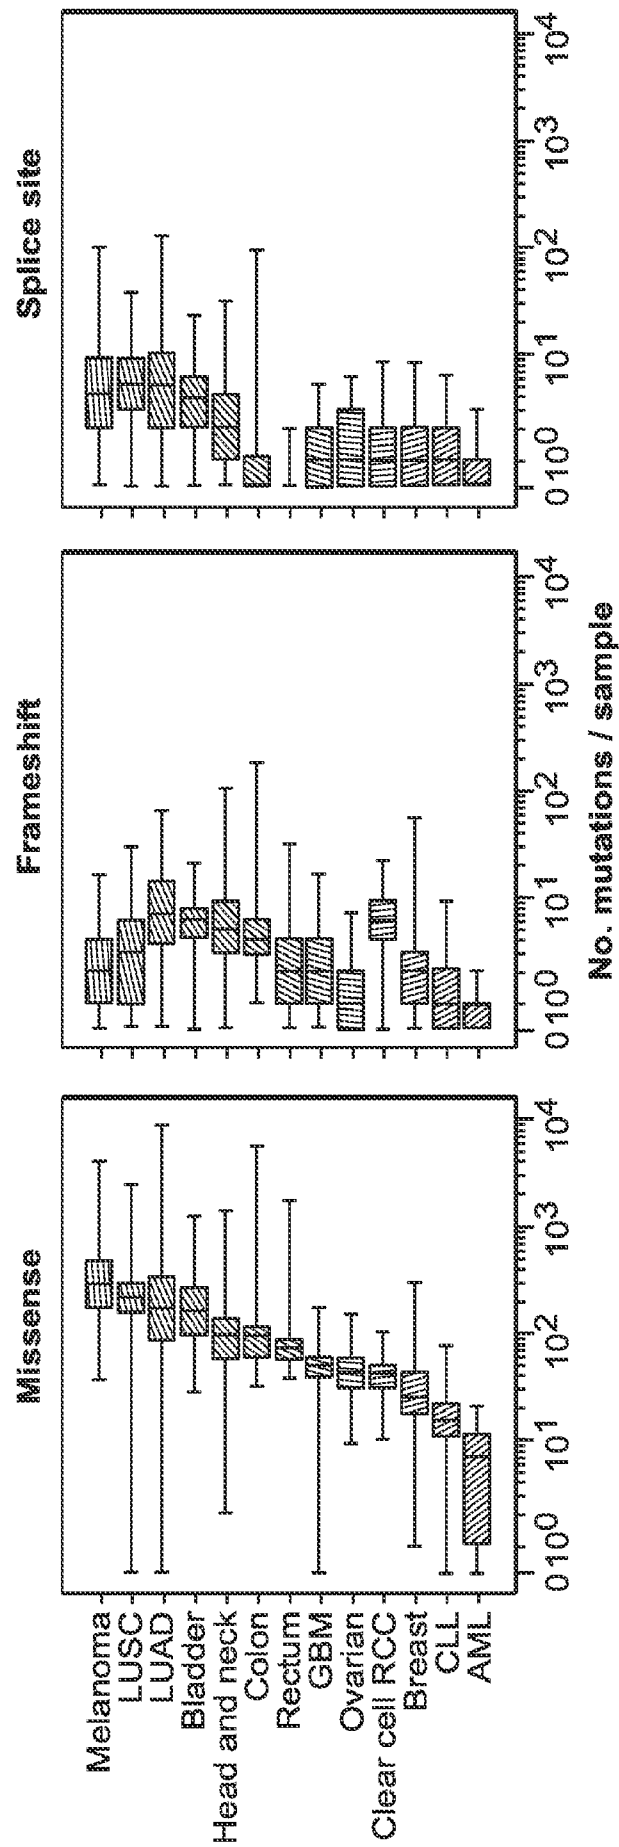 Missense
Frameshift
Splice site
Melanoma
LUSC
LUAD
Bladder
Head and neck
Colon
Rectum
GBM
Ovarian
Clear cell RCC
Breast
CLL
AML
0 10⁰ 10¹ 10² 10³ 10⁴
0 10⁰ 10¹ 10² 10³ 10⁴
0 10⁰ 10¹ 10² 10³ 10⁴
No. mutations / sample